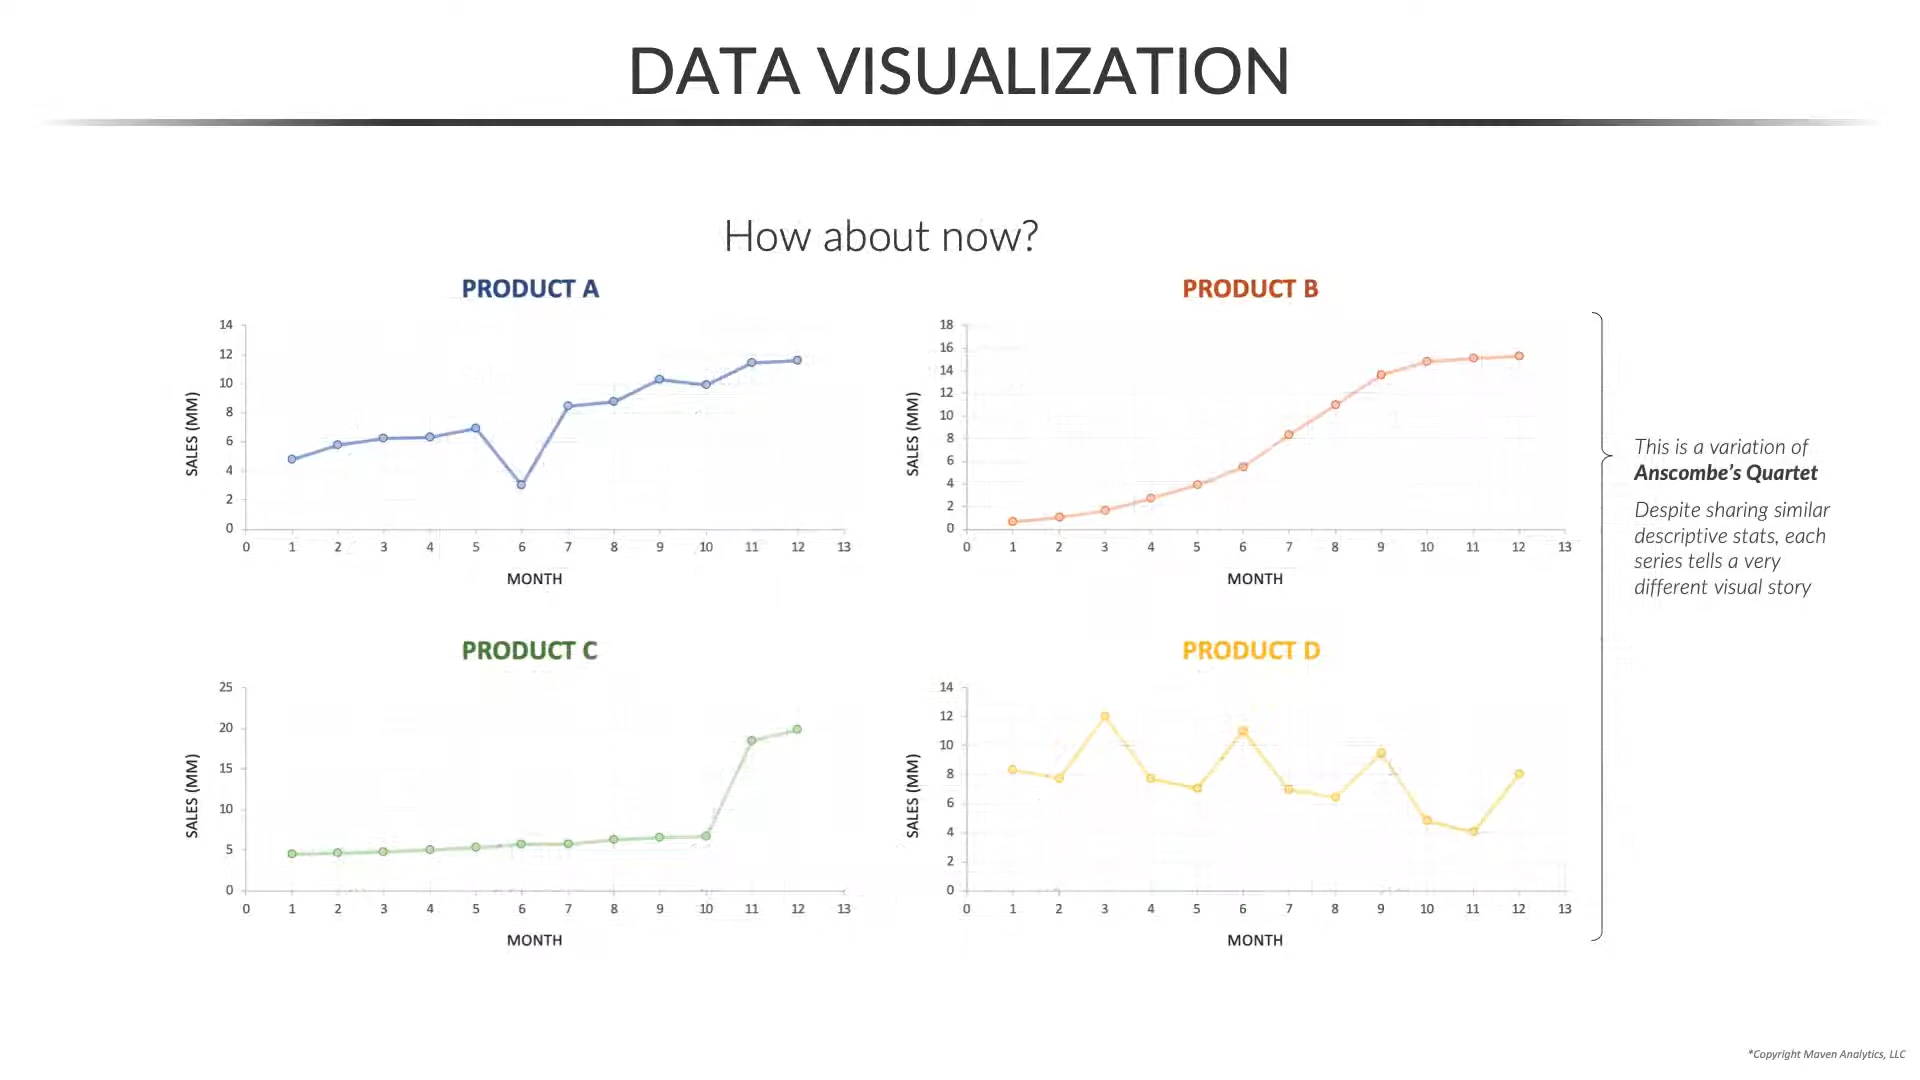 DATA VISUALIZATION
How about now?
PRODUCT A
14
12
10
8
6
4
2
0
SALES (MM)
0 1 2 3 4 5 6 7 8 9 10 11 12 13
MONTH
PRODUCT B
18
16
14
12
10
8
6
4
2
0
SALES (MM)
0 1 2 3 4 5 6 7 8 9 10 11 12 13
MONTH
This is a variation of
Anscombe's Quartet
Despite sharing similar
descriptive stats, each
series tells a very
different visual story
PRODUCT C
25
20
15
10
5
0
SALES (MM)
0 1 2 3 4 5 6 7 8 9 10 11 12 13
MONTH
PRODUCT D
14
12
10
8
6
4
2
0
SALES (MM)
0 1 2 3 4 5 6 7 8 9 10 11 12 13
MONTH
*Copyright Maven Analytics, LLC